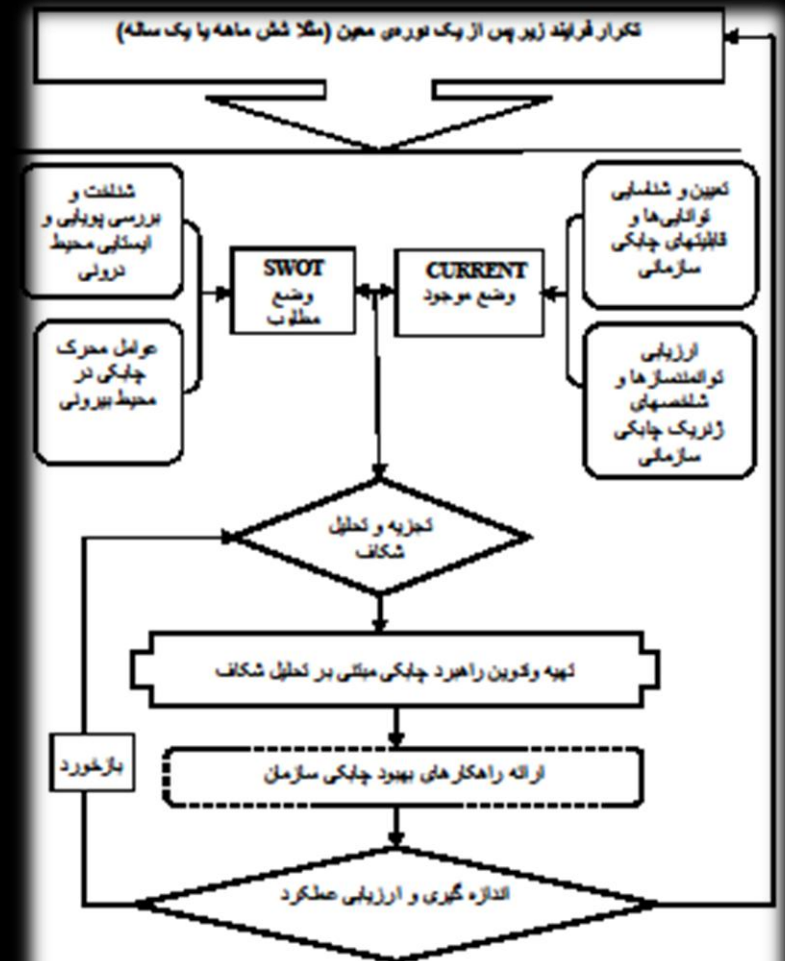 تکرار فرایند زیر پس از یک دوره‌ی معین (مثلا شش ماهه یا یک ساله)
تعیین و شناسایی
توانایی‌ها و
قابلیتهای چابکی
سازمانی
ارزیابی
توانمندسازها و
شاخصهای
ژنریک چابکی
سازمانی
CURRENT
وضع موجود
SWOT
وضع
مطلوب
شناخت و
بررسی پویایی و
ایستایی محیط
درونی
عوامل محرک
چابکی در
محیط بیرونی
تجزیه و تحلیل
شکاف
تهیه وتدوین راهبرد چابکی مبتنی بر تحلیل شکاف
ارائه راهکارهای بهبود چابکی سازمان
بازخورد
اندازه گیری و ارزیابی عملکرد